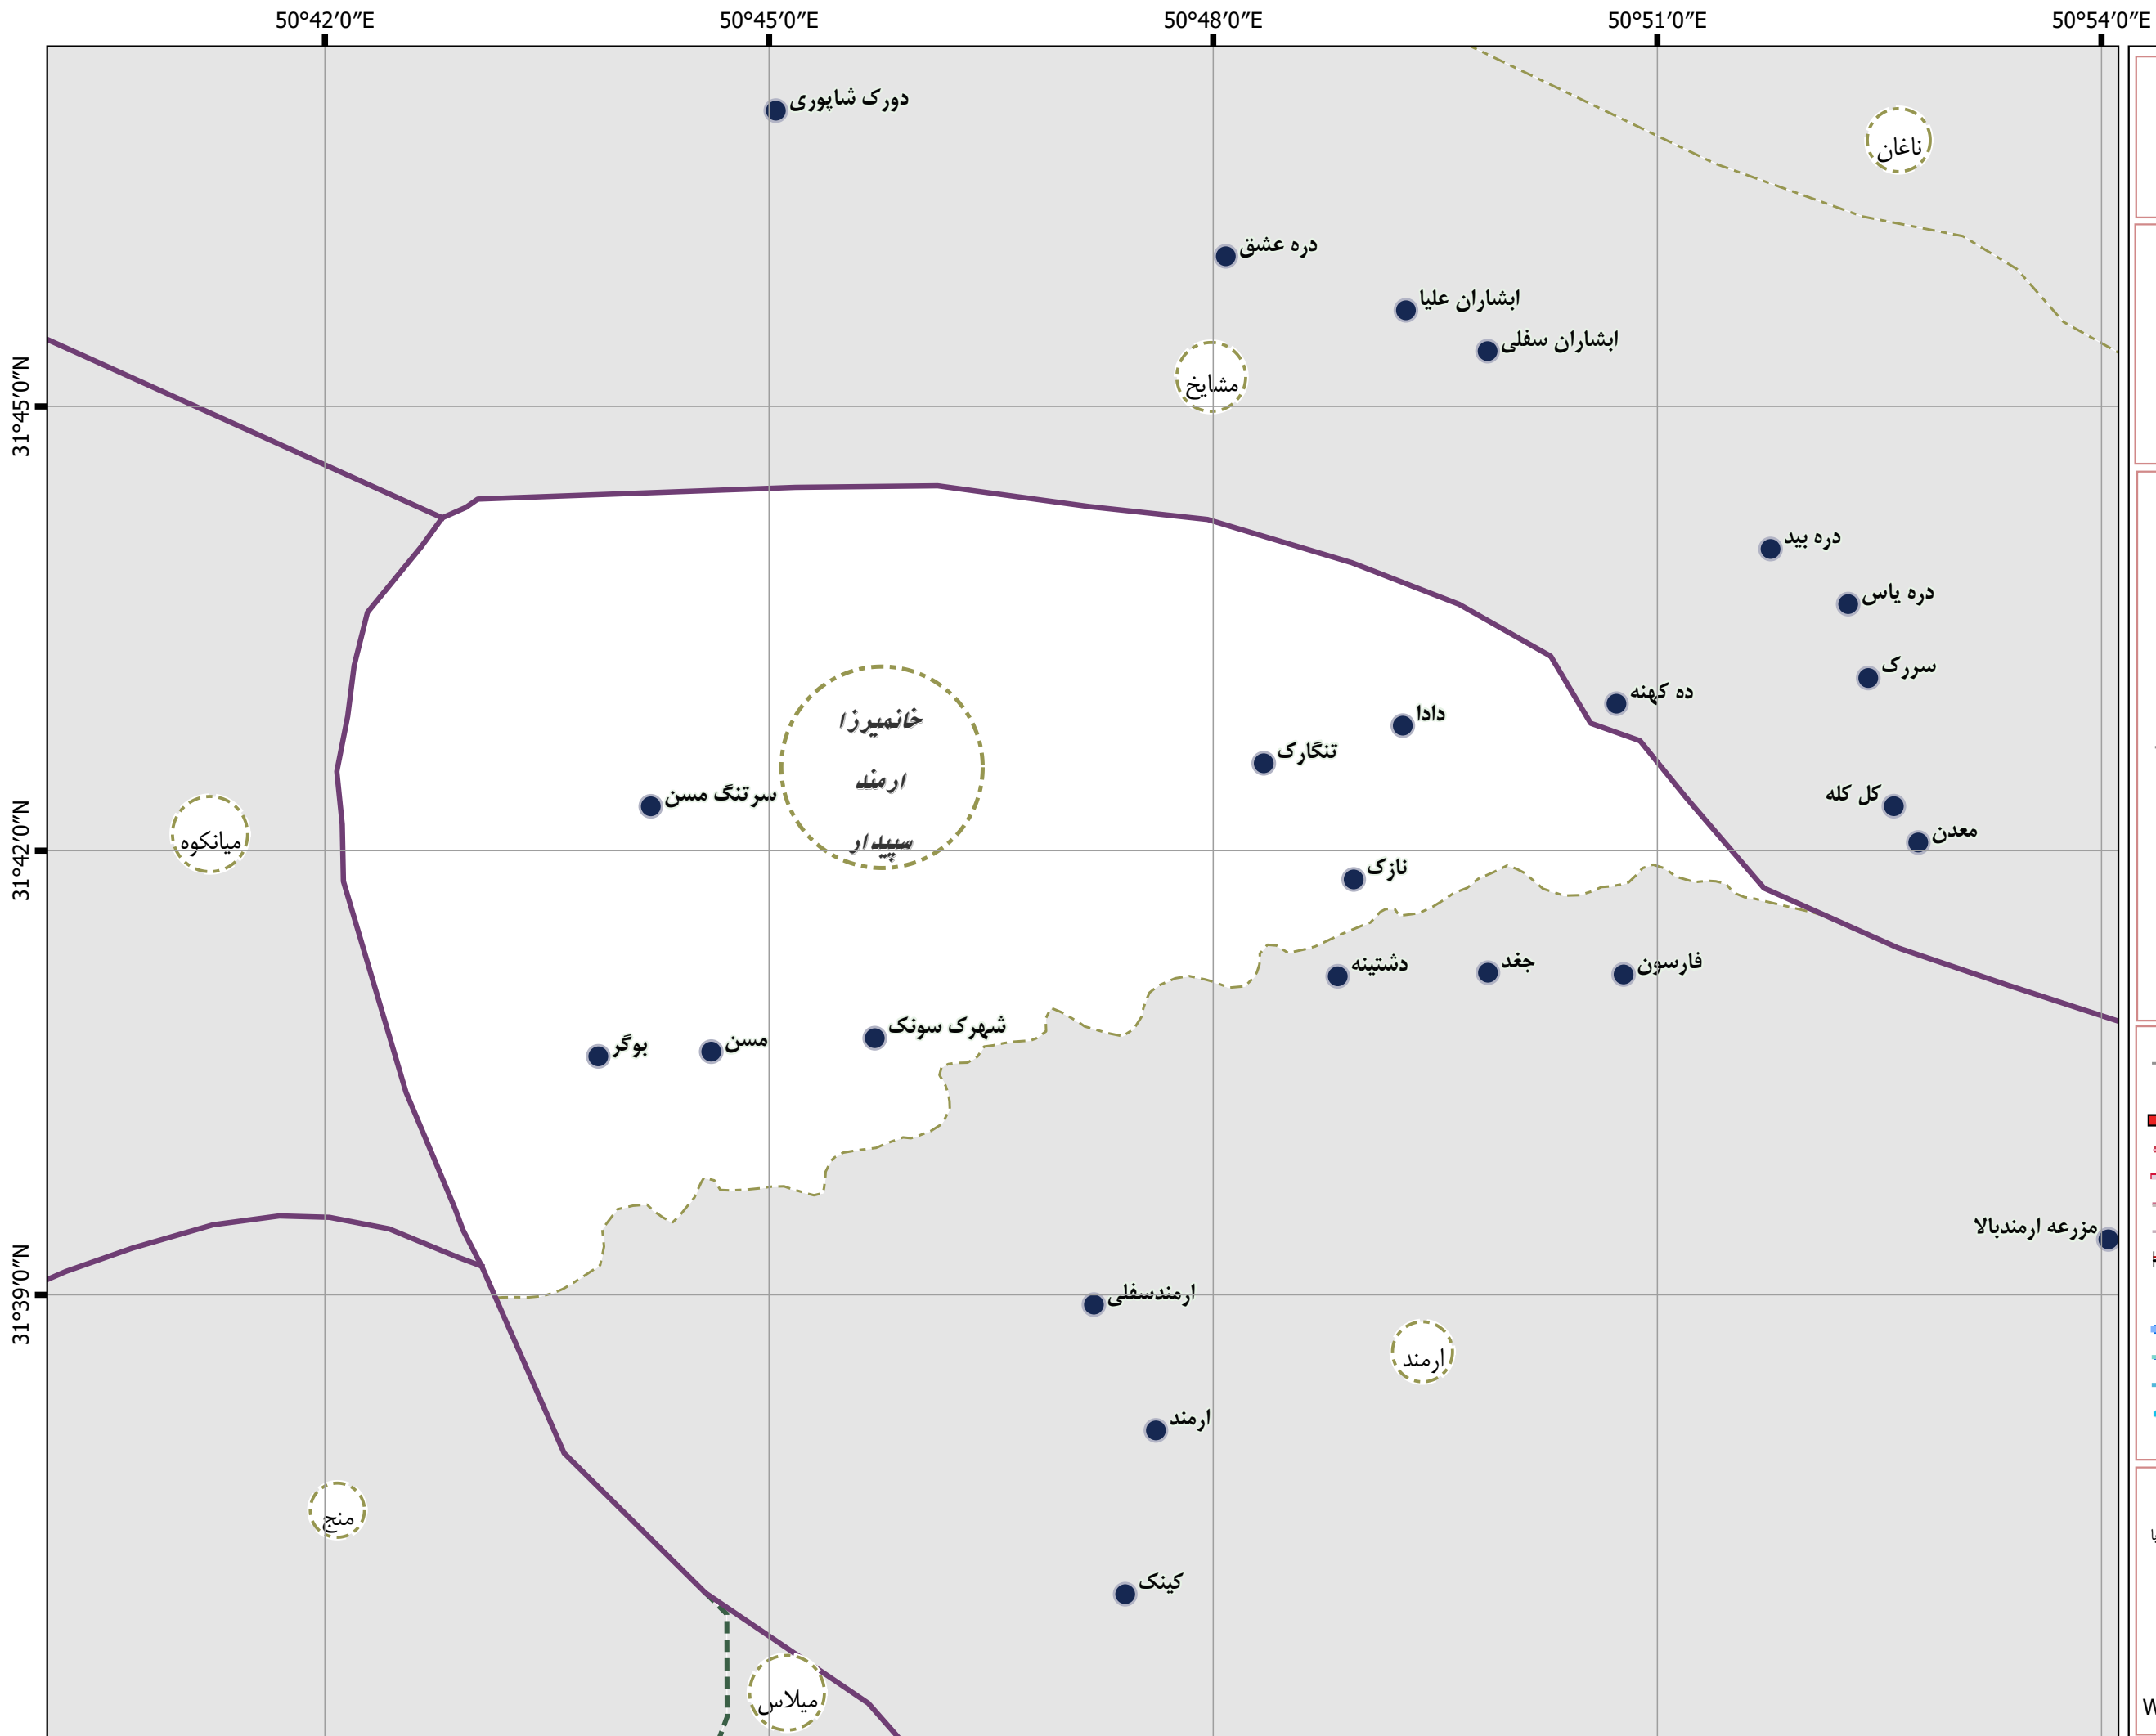 50°42′0″E
50°45′0″E
50°48′0″E
50°51′0″E
50°54′0″E
دورک شاپوری
ناغان
دره عشق
ابشاران علیا
ابشاران سفلی
مشایخ
31°45′0″N
دره بید
دره یاس
سررک
ده کهنه
دادا
خانمیرزا
تنگارک
ارمند
سرتنگ مسن
کل کله
معدن
سپیدار
میانکوه
31°42′0″N
نازک
دشتینه
جغد
فارسون
شهرک سونک
مسن
بوگر
مزرعه ارمندبالا
31°39′0″N
ارمندسفلی
ارمند
ارمند
منج
کینک
میلاس